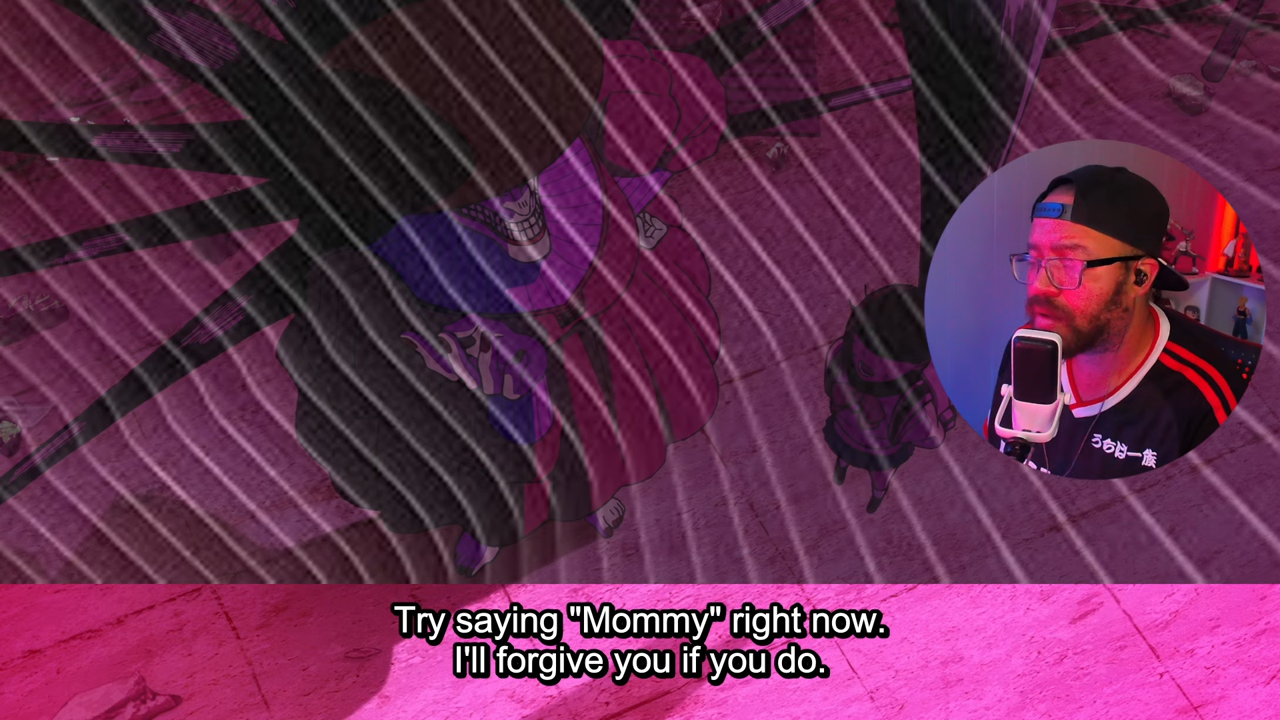 Try saying "Mommy" right now.
I'll forgive you if you do.
うちは一族